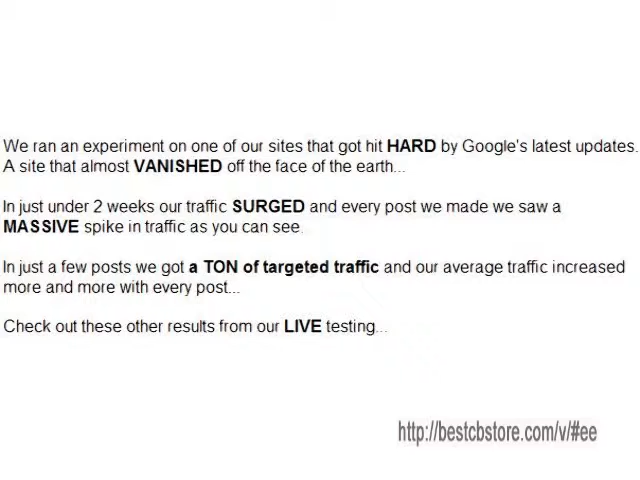 We ran an experiment on one of our sites that got hit HARD by Google's latest updates.
A site that almost VANISHED off the face of the earth...
In just under 2 weeks our traffic SURGED and every post we made we saw a
MASSIVE spike in traffic as you can see.
In just a few posts we got a TON of targeted traffic and our average traffic increased
more and more with every post...
Check out these other results from our LIVE testing...
http://bestcbstore.com/v/#ee